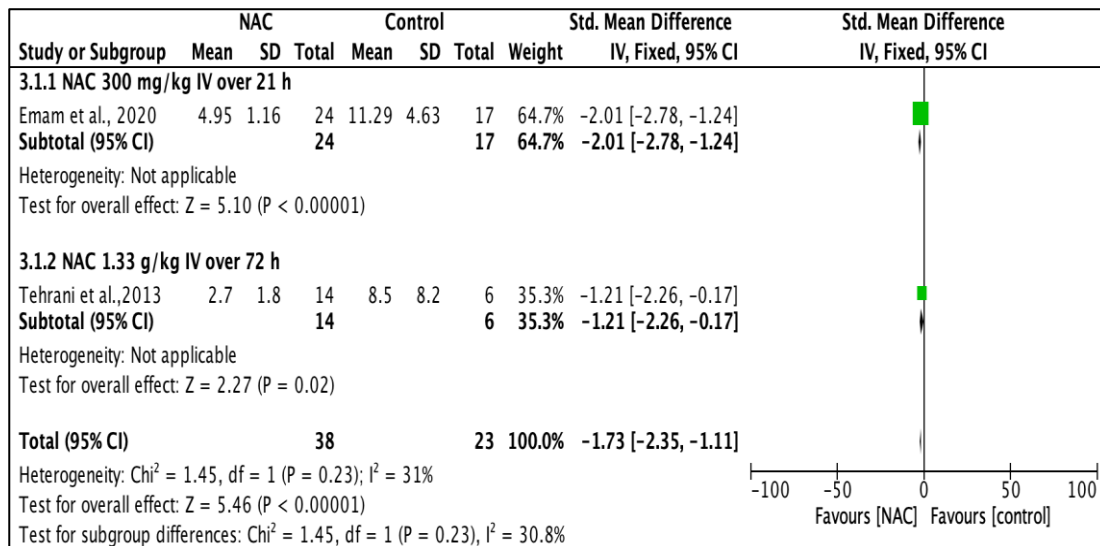 NAC Control Std. Mean Difference Std. Mean Difference
Study or Subgroup Mean SD Total Mean SD Total Weight IV, Fixed, 95% CI IV, Fixed, 95% CI
3.1.1 NAC 300 mg/kg IV over 21 h
Emam et al., 2020 4.95 1.16 24 11.29 4.63 17 64.7% −2.01 [−2.78, −1.24]
Subtotal (95% CI) 24 17 64.7% −2.01 [−2.78, −1.24]
Heterogeneity: Not applicable
Test for overall effect: Z = 5.10 (P < 0.00001)
3.1.2 NAC 1.33 g/kg IV over 72 h
Tehrani et al.,2013 2.7 1.8 14 8.5 8.2 6 35.3% −1.21 [−2.26, −0.17]
Subtotal (95% CI) 14 6 35.3% −1.21 [−2.26, −0.17]
Heterogeneity: Not applicable
Test for overall effect: Z = 2.27 (P = 0.02)
Total (95% CI) 38 23 100.0% −1.73 [−2.35, −1.11]
Heterogeneity: Chi² = 1.45, df = 1 (P = 0.23); I² = 31%
Test for overall effect: Z = 5.46 (P < 0.00001)
Test for subgroup differences: Chi² = 1.45, df = 1 (P = 0.23), I² = 30.8%
−100 −50 0 50 100
Favours [NAC] Favours [control]